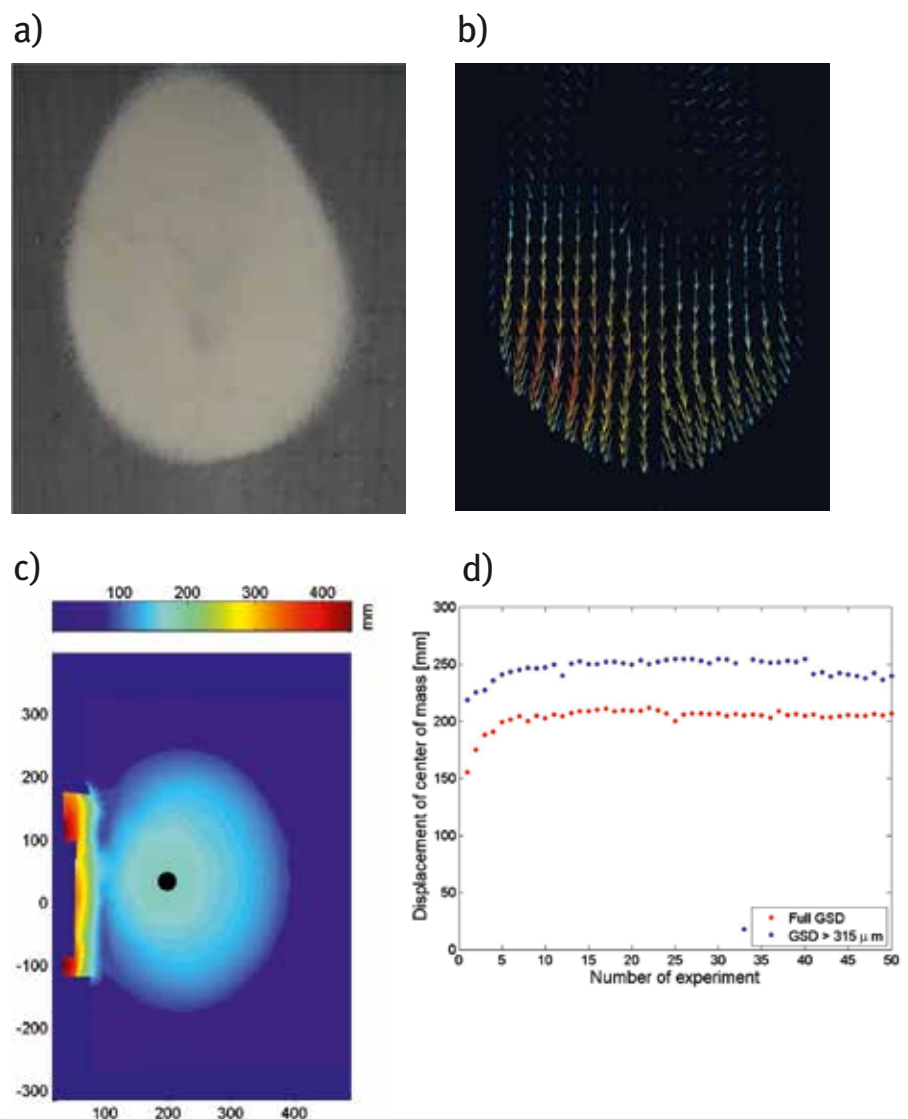 a)
b)
c)
100 200 300 400
mm
300
200
100
0
-100
-200
-300
100 200 300 400
d)
Displacement of center of mass [mm]
300
250
200
150
100
50
0
0 5 10 15 20 25 30 35 40 45 50
Number of experiment
Full GSD
GSD > 315 μm